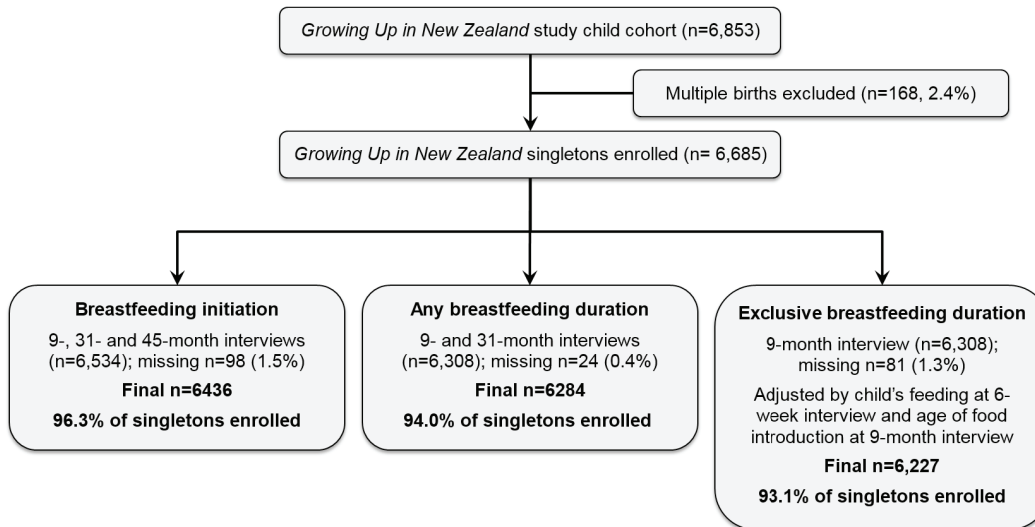 Growing Up in New Zealand study child cohort (n=6,853)
Multiple births excluded (n=168, 2.4%)
Growing Up in New Zealand singletons enrolled (n= 6,685)
Breastfeeding initiation
9-, 31- and 45-month interviews
(n=6,534); missing n=98 (1.5%)
Final n=6436
96.3% of singletons enrolled
Any breastfeeding duration
9- and 31-month interviews
(n=6,308); missing n=24 (0.4%)
Final n=6284
94.0% of singletons enrolled
Exclusive breastfeeding duration
9-month interview (n=6,308);
missing n=81 (1.3%)
Adjusted by child's feeding at 6-
week interview and age of food
introduction at 9-month interview
Final n=6,227
93.1% of singletons enrolled